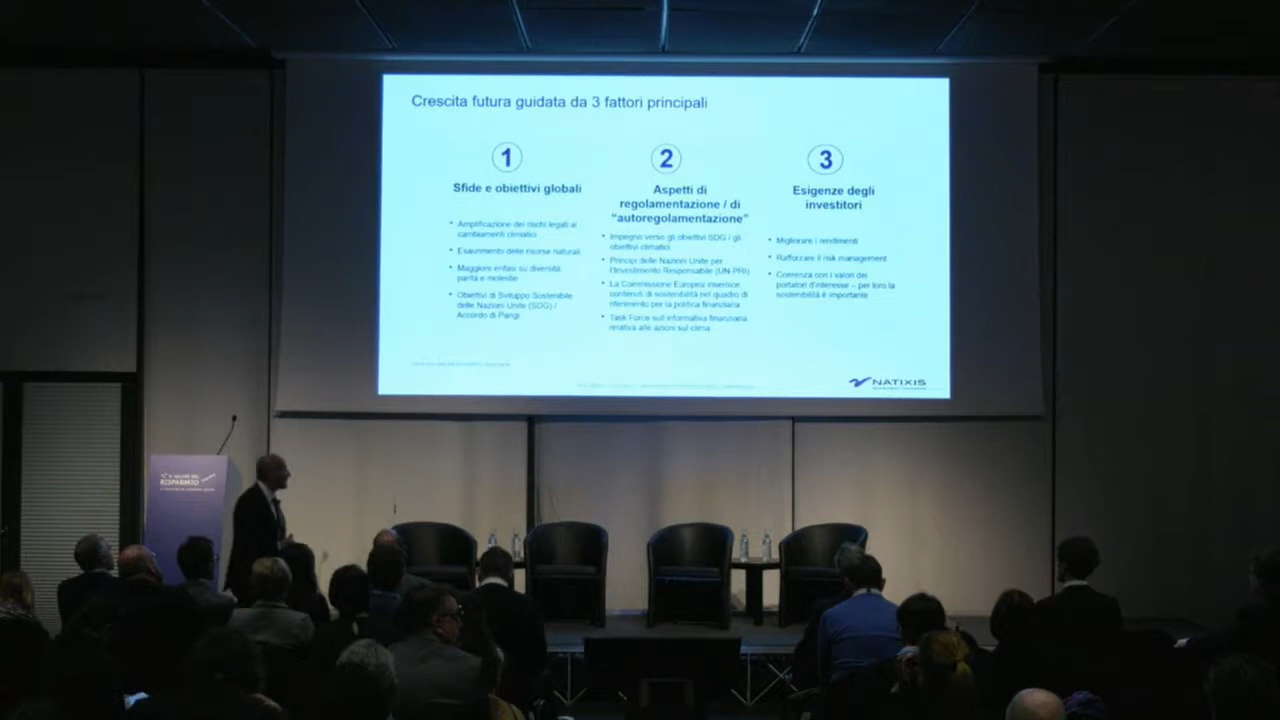 Crescita futura guidata da 3 fattori principali
1
Sfide e obiettivi globali
• Amplificazione dei rischi legati ai
cambiamenti climatici
• Esaurimento delle risorse naturali
• Maggiore enfasi su diversità,
parità e molestie
• Obiettivi di Sviluppo Sostenibile
delle Nazioni Unite (SDG) /
Accordo di Parigi
2
Aspetti di
regolamentazione / di
“autoregolamentazione”
• Impegno verso gli obiettivi SDG / gli
obiettivi climatici
• Principi delle Nazioni Unite per
l'Investimento Responsabile (UN-PRI)
• La Commissione Europea inserisce
contenuti di sostenibilità nel quadro di
riferimento per la politica finanziaria
• Task Force sull'informativa finanziaria
relativa alle azioni sul clima
3
Esigenze degli
investitori
• Migliorare i rendimenti
• Rafforzare il risk management
• Coerenza con i valori dei
portatori d'interesse – per loro la
sostenibilità è importante
NATIXIS
IL VALORE DEL
RISPARMIO